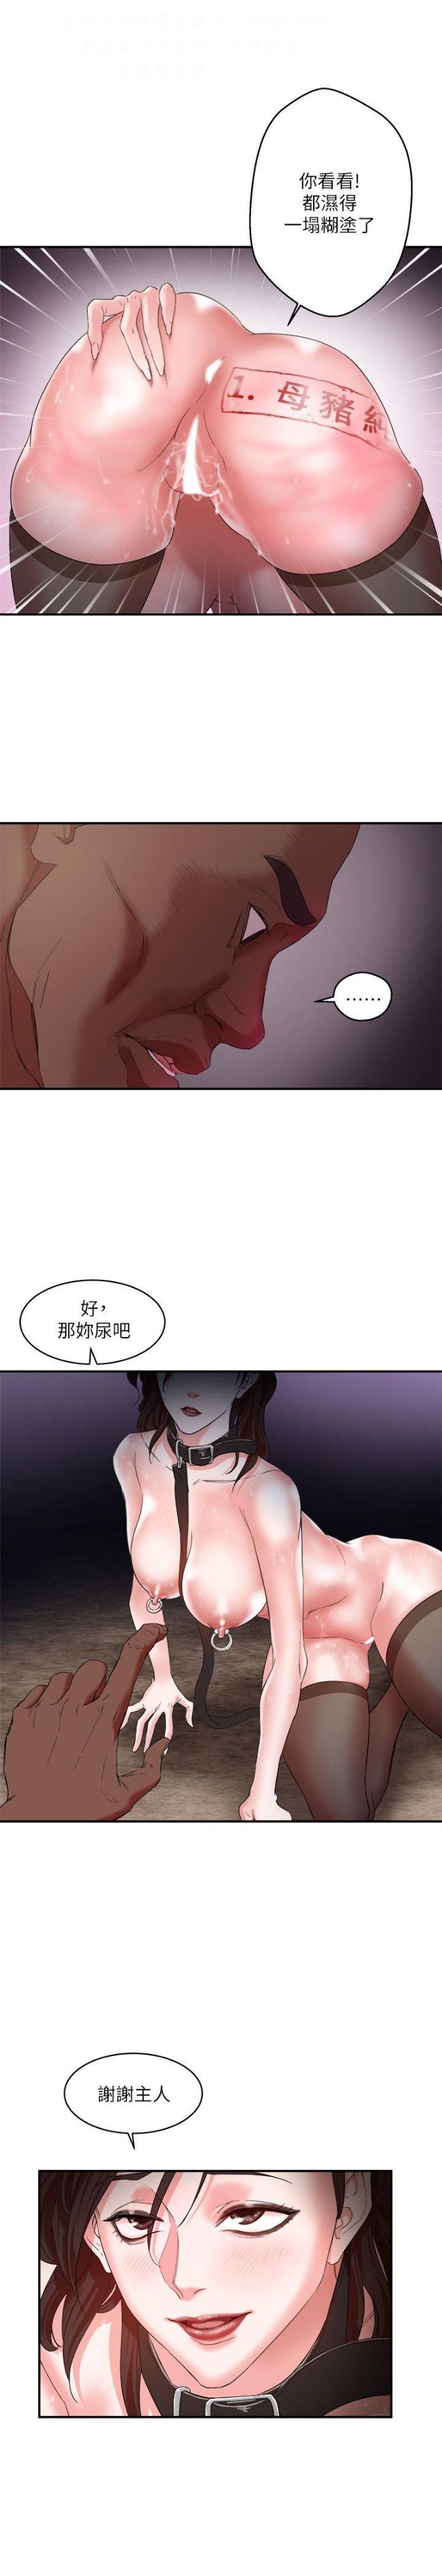 你看看!
都濕得
一塌糊塗了
1. 母豬純
......
好，
那妳尿吧
謝謝主人